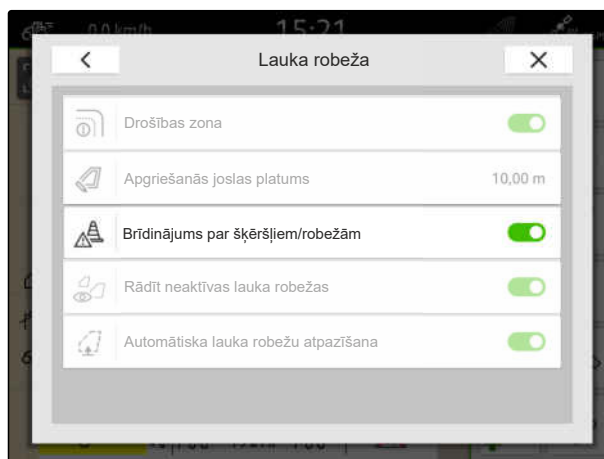 0,0 km/h 15:21
Lauka robeža
Drošības zona
Apgriešanās joslas platums 10,00 m
Brīdinājums par šķēršļiem/robežām
Rādīt neaktīvas lauka robežas
Automātiska lauka robežu atpazīšana